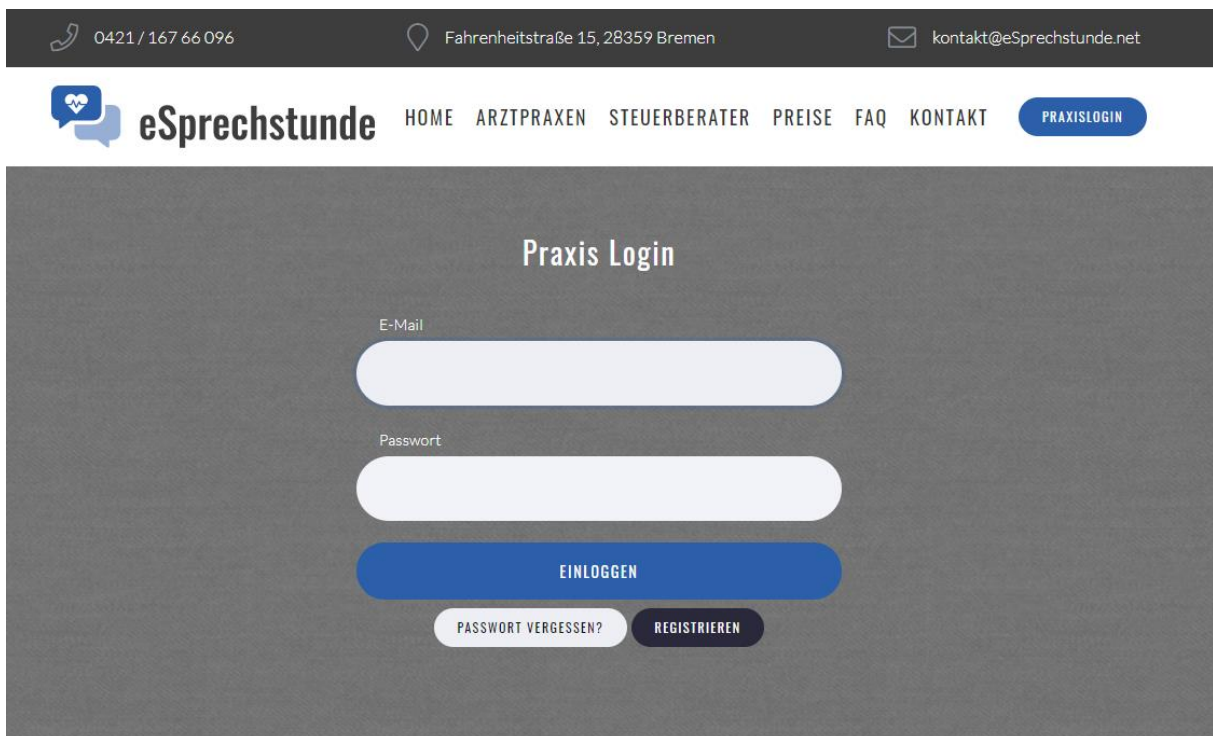 0421 / 167 66 096 Fahrenheitstraße 15, 28359 Bremen kontakt@eSprechstunde.net
eSprechstunde HOME ARZTPRAXEN STEUERBERATER PREISE FAQ KONTAKT PRAXISLOGIN
Praxis Login
E-Mail
Passwort
EINLOGGEN
PASSWORT VERGESSEN? REGISTRIEREN